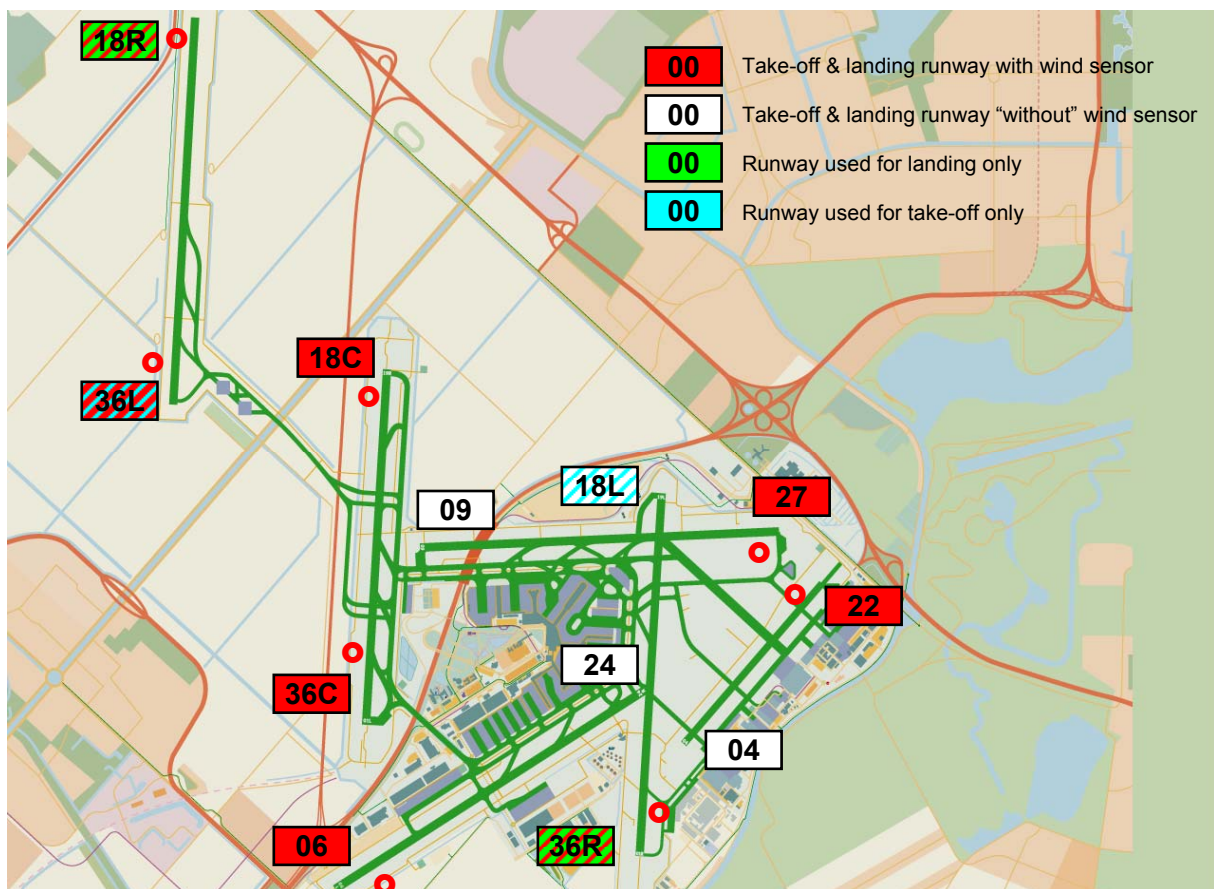 18R
00 Take-off & landing runway with wind sensor
00 Take-off & landing runway “without” wind sensor
00 Runway used for landing only
00 Runway used for take-off only
18C
36L
18L
27
09
22
24
36C
04
06
36R